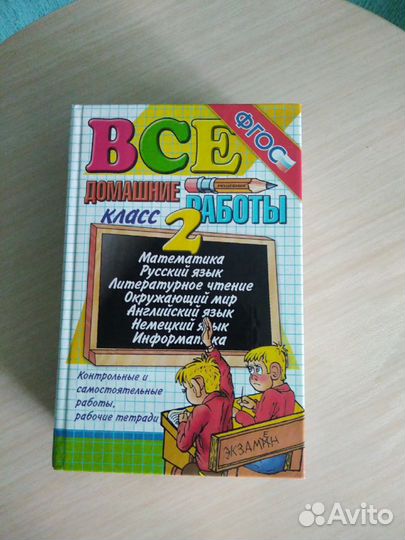 ВСЕ
ФГОС
ДОМАШНИЕ
РАБОТЫ
КЛАСС
2
Математика
Русский язык
Литературное чтение
Окружающий мир
Английский язык
Немецкий язык
Информатика
Контрольные и
самостоятельные
работы,
рабочие тетради
ЭКЗАМЕН
Avito